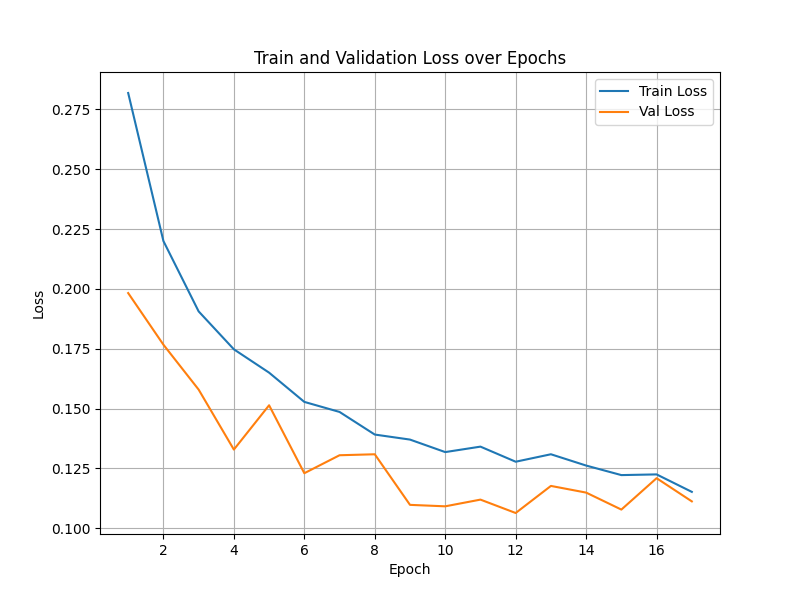 Train and Validation Loss over Epochs
Train Loss
Val Loss
0.275
0.250
0.225
0.200
0.175
0.150
0.125
0.100
Loss
2 4 6 8 10 12 14 16
Epoch